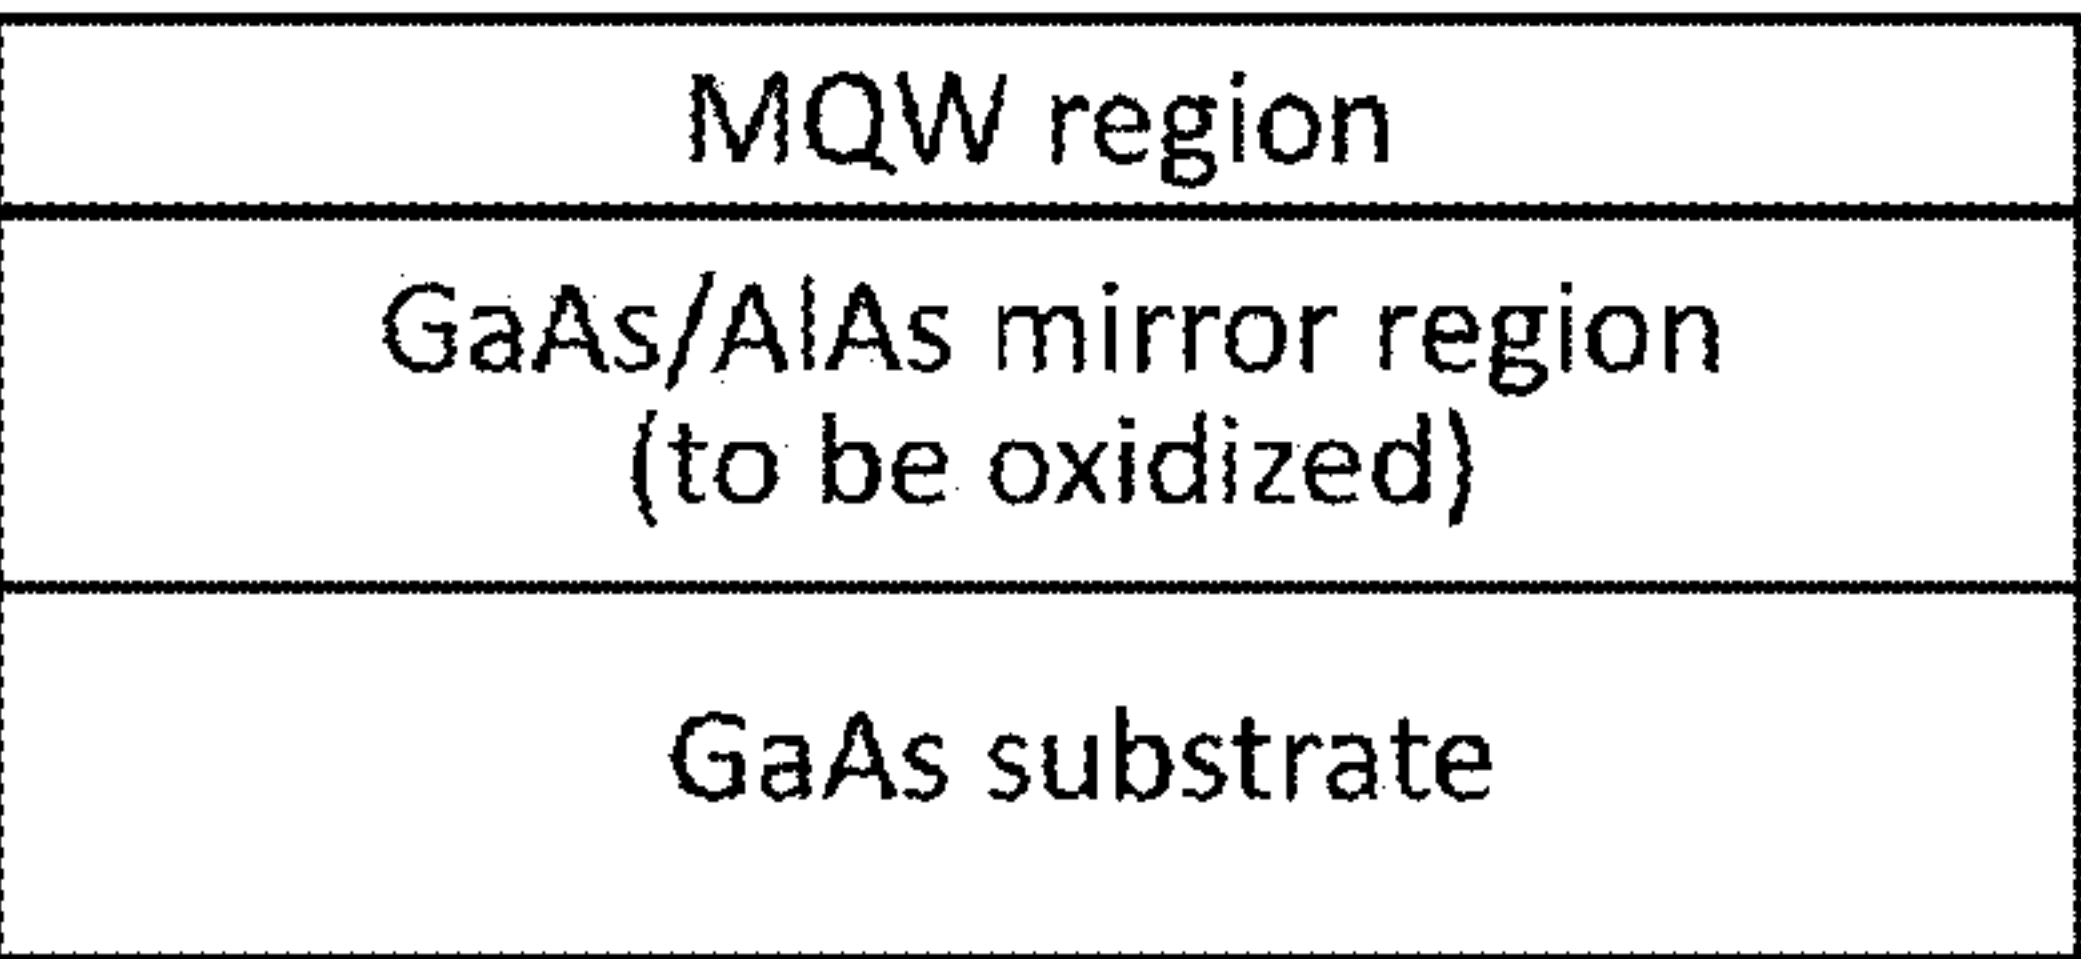 MQW region
GaAs/AlAs mirror region
(to be oxidized)
GaAs substrate